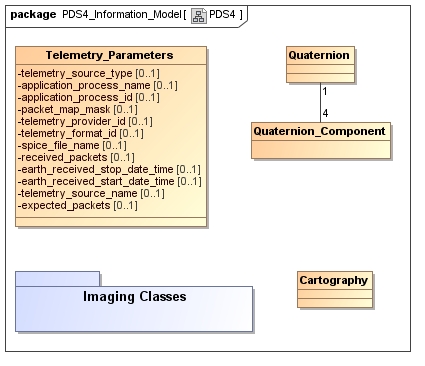 package PDS4_Information_Model[ PDS4 ]
Telemetry_Parameters
-telemetry_source_type [0..1]
-application_process_name [0..1]
-application_process_id [0..1]
-packet_map_mask [0..1]
-telemetry_provider_id [0..1]
-telemetry_format_id [0..1]
-spice_file_name [0..1]
-received_packets [0..1]
-earth_received_stop_date_time [0..1]
-earth_received_start_date_time [0..1]
-telemetry_source_name [0..1]
-expected_packets [0..1]
Quaternion
1
4
Quaternion_Component
Imaging Classes
Cartography